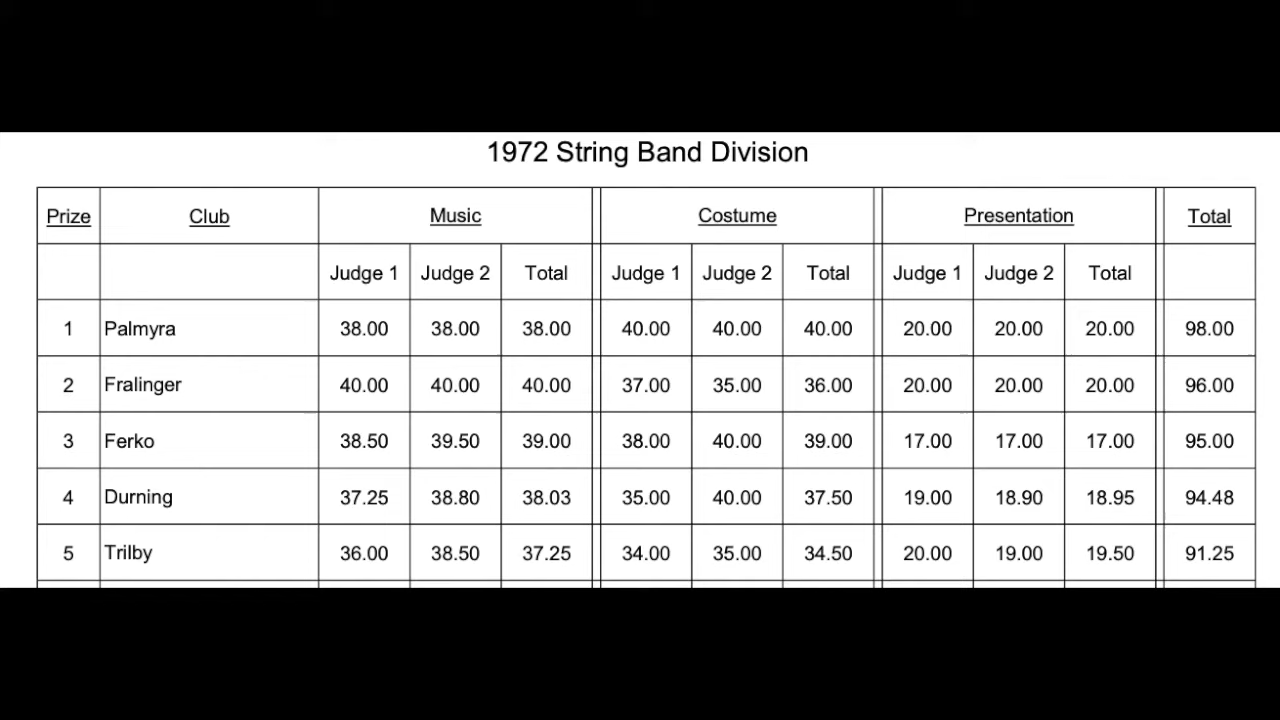 1972 String Band Division
Prize Club Music Costume Presentation Total
Judge 1 Judge 2 Total Judge 1 Judge 2 Total Judge 1 Judge 2 Total
1 Palmyra 38.00 38.00 38.00 40.00 40.00 40.00 20.00 20.00 20.00 98.00
2 Fralinger 40.00 40.00 40.00 37.00 35.00 36.00 20.00 20.00 20.00 96.00
3 Ferko 38.50 39.50 39.00 38.00 40.00 39.00 17.00 17.00 17.00 95.00
4 Durning 37.25 38.80 38.03 35.00 40.00 37.50 19.00 18.90 18.95 94.48
5 Trilby 36.00 38.50 37.25 34.00 35.00 34.50 20.00 19.00 19.50 91.25